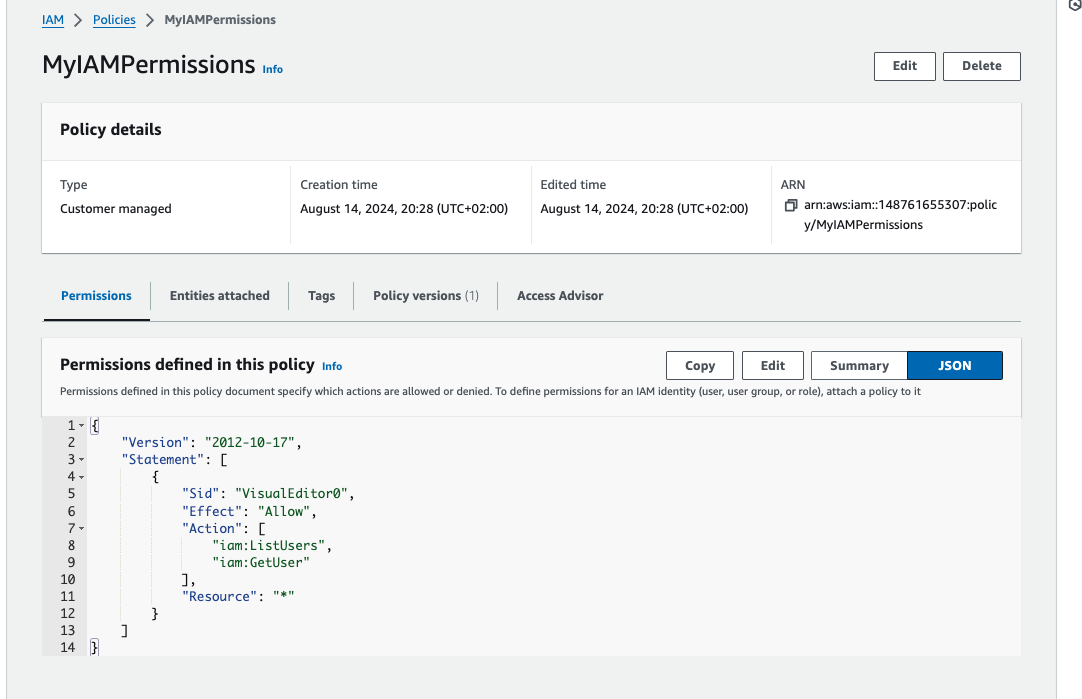 IAM > Policies > MyIAMPermissions
MyIAMPermissions Info
Edit Delete
Policy details
Type
Customer managed
Creation time
August 14, 2024, 20:28 (UTC+02:00)
Edited time
August 14, 2024, 20:28 (UTC+02:00)
ARN
arn:aws:iam::148761655307:polic
y/MyIAMPermissions
Permissions Entities attached Tags Policy versions (1) Access Advisor
Permissions defined in this policy Info
Copy Edit Summary JSON
Permissions defined in this policy document specify which actions are allowed or denied. To define permissions for an IAM identity (user, user group, or role), attach a policy to it
1 {
2 "Version": "2012-10-17",
3 "Statement": [
4 {
5 "Sid": "VisualEditor0",
6 "Effect": "Allow",
7 "Action": [
8 "iam:ListUsers",
9 "iam:GetUser"
10 ],
11 "Resource": "*"
12 }
13 ]
14 }